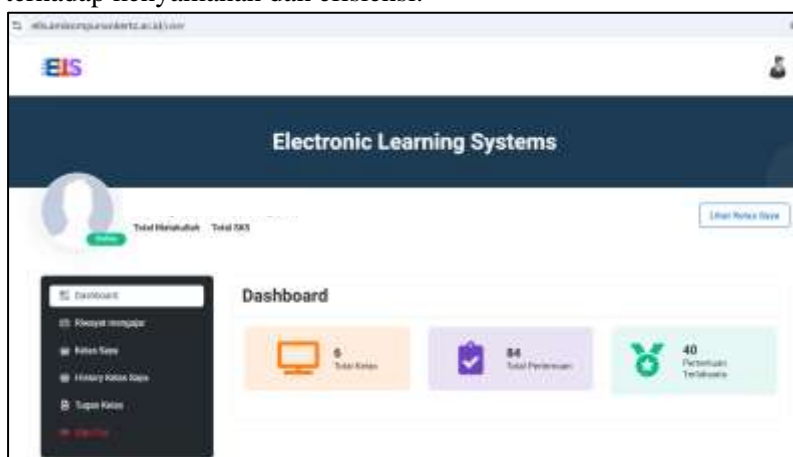 terhadap kenyamanan dan efisiensi.
EIS
Electronic Learning Systems
Total Matakuliah Total SKS
Lihat Kelas Saya
Dashboard
Riwayat mengajar
Kelas Saya
History Kelas Saya
Tugas Kelas
Dashboard
6
Total Kelas
84
Total Pertemuan
40
Pertemuan
Terlaksana